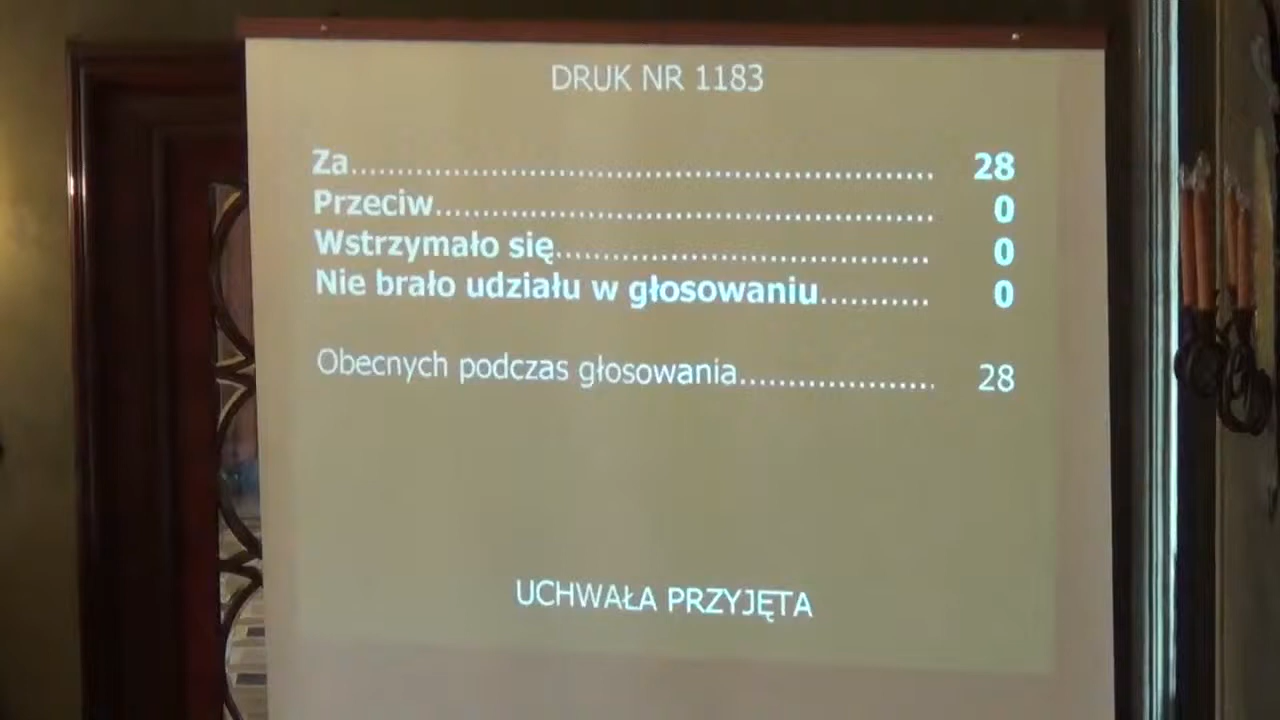 DRUK NR 1183
Za 28
Przeciw 0
Wstrzymało się 0
Nie brało udziału w głosowaniu 0
Obecnych podczas głosowania 28
UCHWAŁA PRZYJĘTA